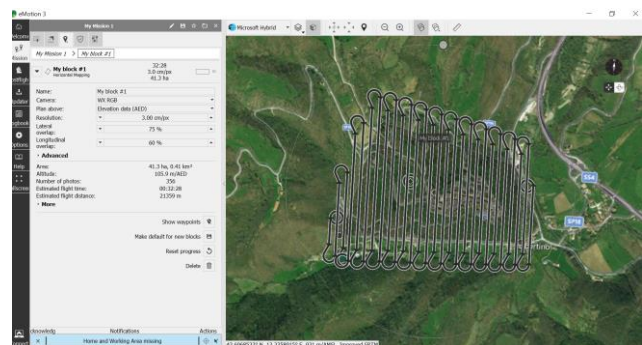 eMotion 3
My Mission 1
My Mission 1 > My block #1
My block #1
Horizontal Mapping
32:28
3.0 cm/px
41.3 ha
Name: My block #1
Camera: WX RGB
Plan above: Elevation data (AED)
Resolution: 3.00 cm/px
Lateral overlap: 75 %
Longitudinal overlap: 60 %
Advanced
Area: 41.3 ha, 0.41 km²
Altitude: 105.9 m/AED
Number of photos: 356
Estimated flight time: 00:32:28
Estimated flight distance: 21359 m
More
Show waypoints
Make default for new blocks
Reset progress
Delete
Notifications
Actions
Home and Working Area missing
Help
Microsoft Hybrid
My block #1
SS4